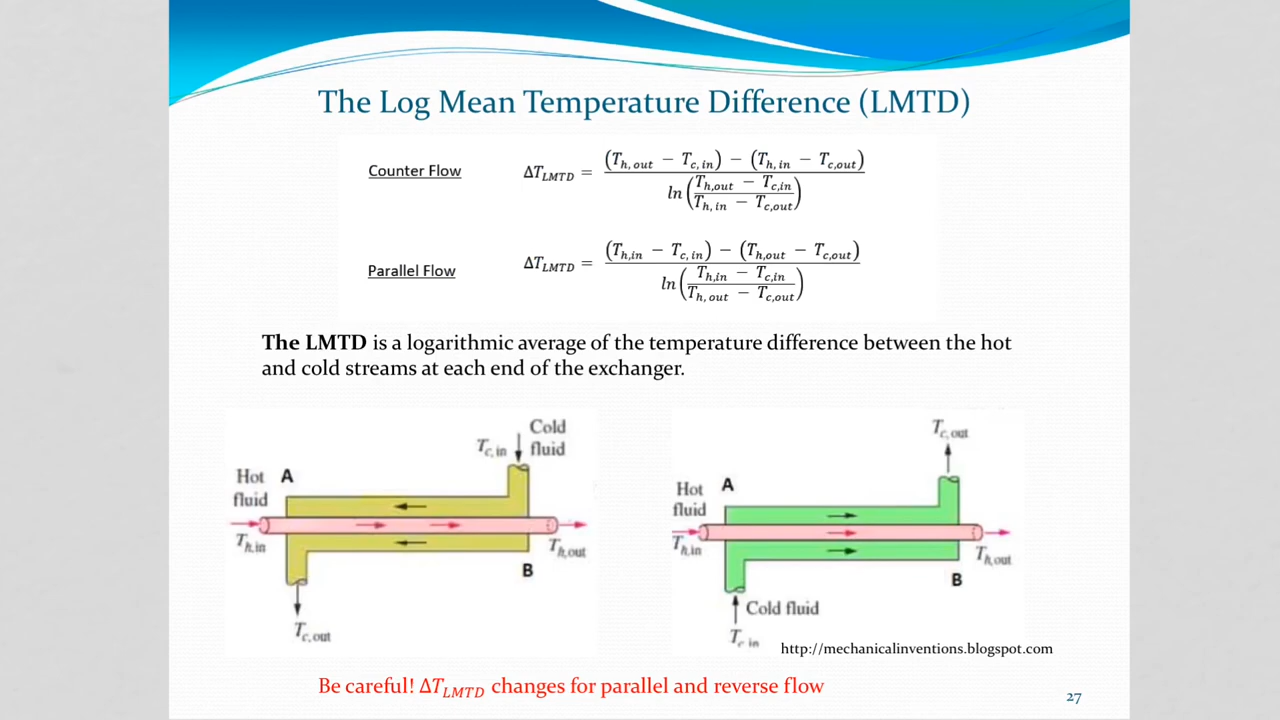 The Log Mean Temperature Difference (LMTD)
Counter Flow
ΔT_LMTD = ((T_h,out − T_c,in) − (T_h,in − T_c,out)) / ln((T_h,out − T_c,in) / (T_h,in − T_c,out))
Parallel Flow
ΔT_LMTD = ((T_h,in − T_c,in) − (T_h,out − T_c,out)) / ln((T_h,in − T_c,in) / (T_h,out − T_c,out))
The LMTD is a logarithmic average of the temperature difference between the hot
and cold streams at each end of the exchanger.
Cold
fluid
T_c,in
Hot
fluid
A
T_h,in
T_h,out
B
T_c,out
T_c,out
Hot
fluid
A
T_h,in
T_h,out
B
Cold fluid
T_c in
http://mechanicalinventions.blogspot.com
Be careful! ΔT_LMTD changes for parallel and reverse flow
27